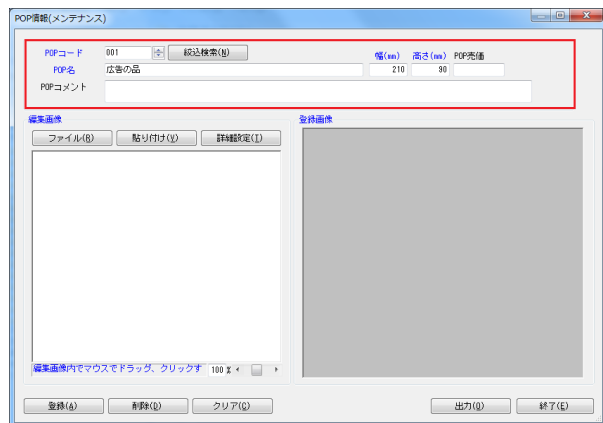 POP情報(メンテナンス)
POPコード 001 絞込検索(N) 幅(mm) 高さ(mm) POP売価
POP名 広告の品 210 90
POPコメント
編集画像 登録画像
ファイル(R) 貼り付け(V) 詳細設定(I)
編集画像内でマウスでドラッグ、クリックす 100 %
登録(A) 削除(D) クリア(C) 出力(O) 終了(E)